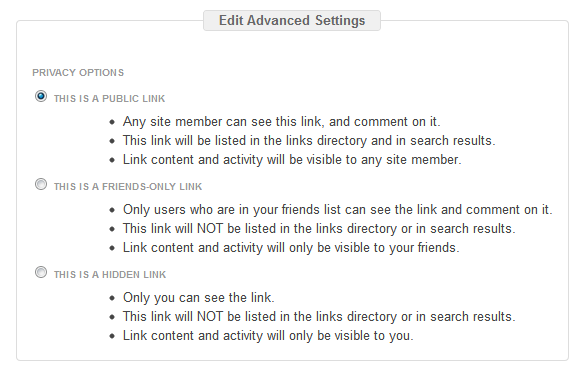 Edit Advanced Settings
PRIVACY OPTIONS
THIS IS A PUBLIC LINK
Any site member can see this link, and comment on it.
This link will be listed in the links directory and in search results.
Link content and activity will be visible to any site member.
THIS IS A FRIENDS-ONLY LINK
Only users who are in your friends list can see the link and comment on it.
This link will NOT be listed in the links directory or in search results.
Link content and activity will only be visible to your friends.
THIS IS A HIDDEN LINK
Only you can see the link.
This link will NOT be listed in the links directory or in search results.
Link content and activity will only be visible to you.